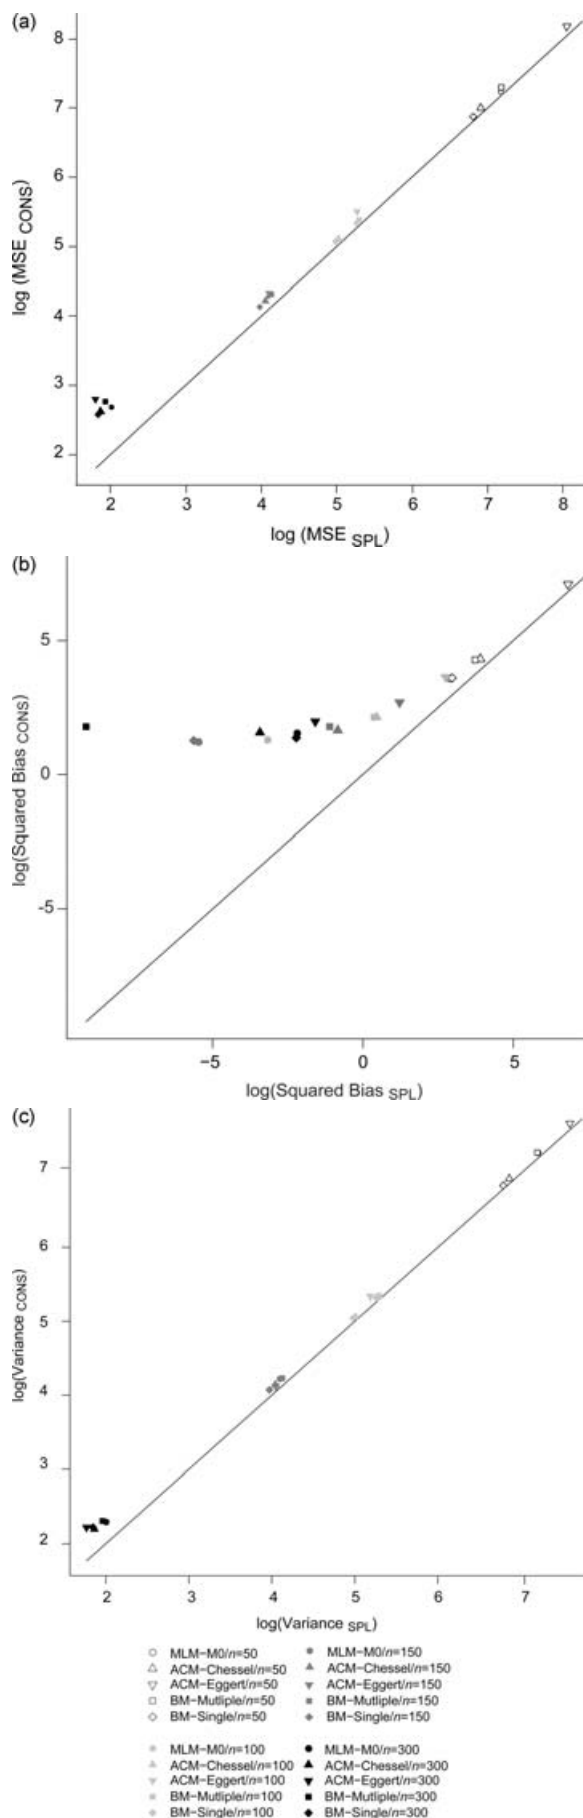 (a)
8
7
6
5
4
3
2
log (MSE CONS)
2 3 4 5 6 7 8
log (MSE SPL)
(b)
5
0
-5
log(Squared Bias CONS)
−5 0 5
log(Squared Bias SPL)
(c)
7
6
5
4
3
2
log(Variance CONS)
2 3 4 5 6 7
log(Variance SPL)
MLM−M0/n=50 MLM−M0/n=150
ACM−Chessel/n=50 ACM−Chessel/n=150
ACM−Eggert/n=50 ACM−Eggert/n=150
BM−Mutliple/n=50 BM−Mutliple/n=150
BM−Single/n=50 BM−Single/n=150
MLM−M0/n=100 MLM−M0/n=300
ACM−Chessel/n=100 ACM−Chessel/n=300
ACM−Eggert/n=100 ACM−Eggert/n=300
BM−Mutliple/n=100 BM−Mutliple/n=300
BM−Single/n=100 BM−Single/n=300